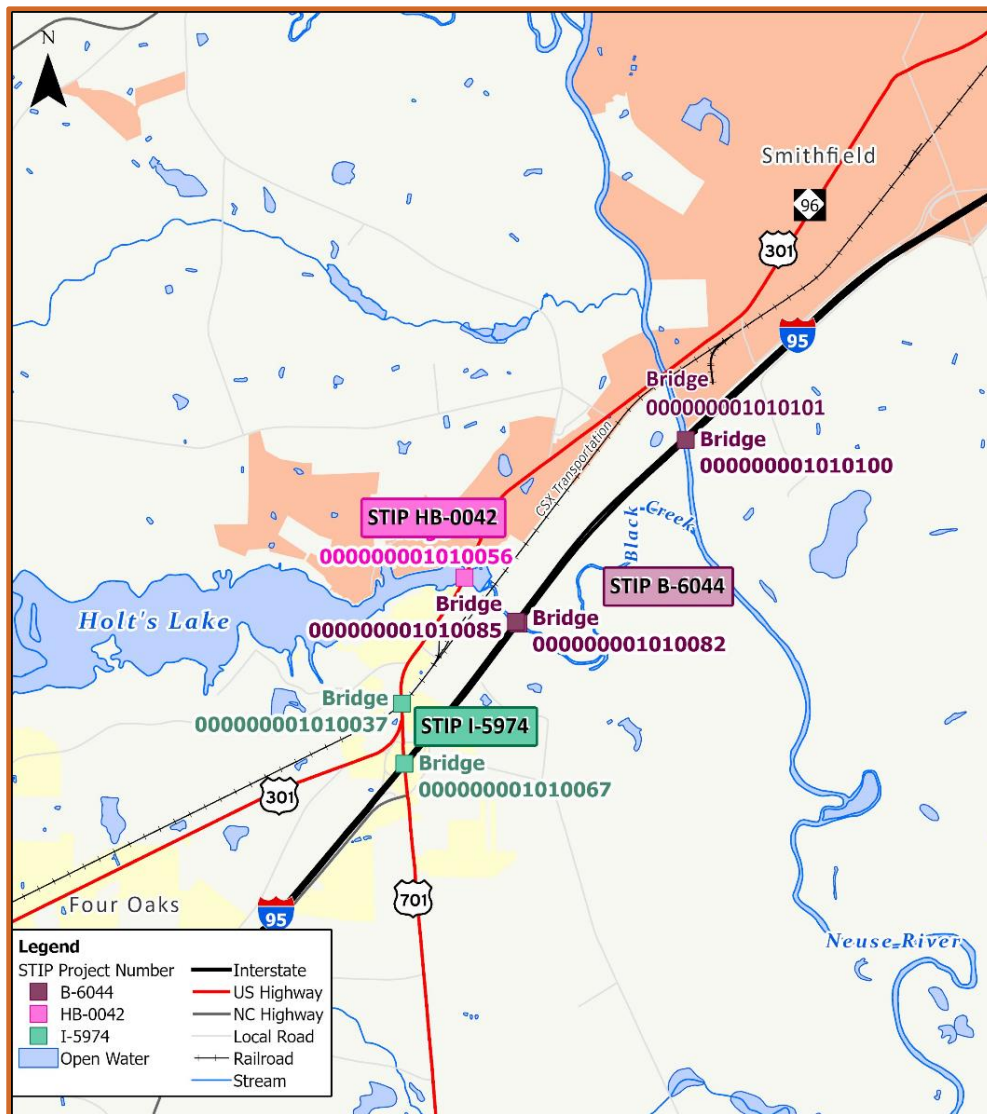 N
Smithfield
96
301
95
Bridge
000000001010101
Bridge
000000001010100
CSX Transportation
STIP HB-0042
000000001010056
Black Creek
STIP B-6044
Holt's Lake
Bridge
000000001010085
Bridge
000000001010082
Bridge
000000001010037
STIP I-5974
Bridge
000000001010067
301
701
Four Oaks
95
Neuse River
Legend
STIP Project Number
B-6044
HB-0042
I-5974
Open Water
Interstate
US Highway
NC Highway
Local Road
Railroad
Stream